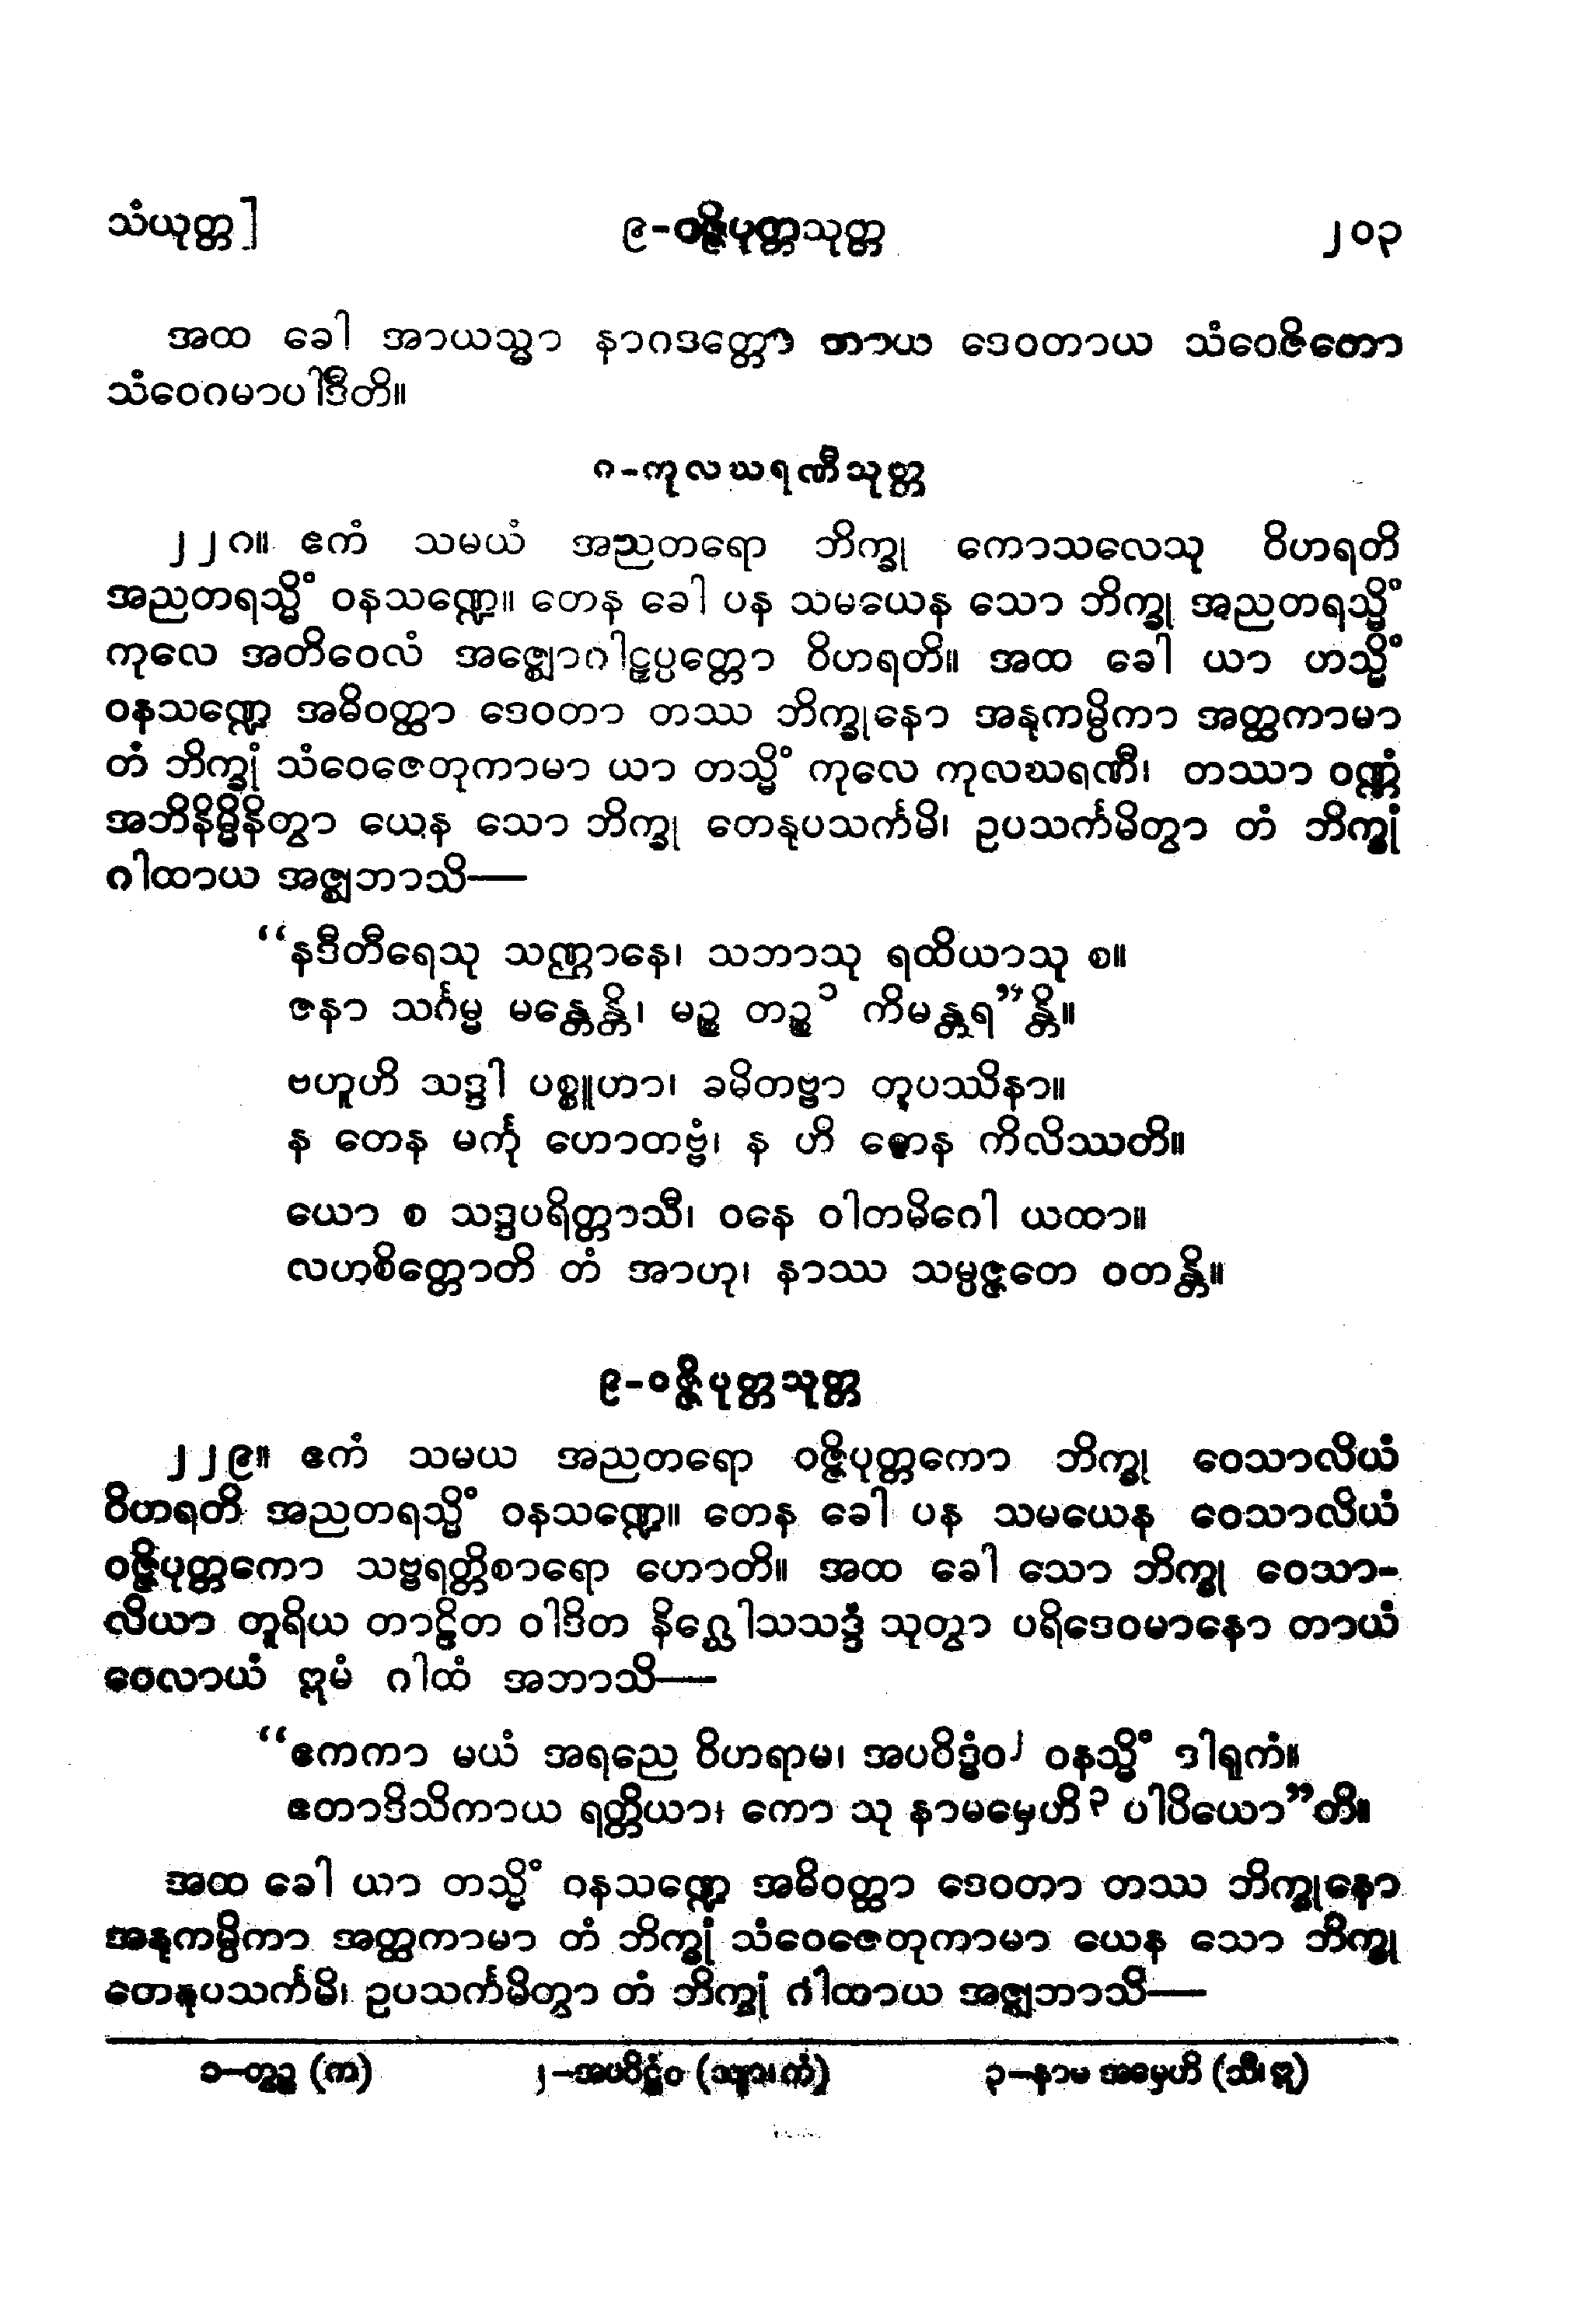 သံယုတ္တ]
၉-ဝဇ္ဇိပုတ္တသုတ္တ
၂၀၃
အထ ခေါ အာယသ္မာ နာဂဒတ္တော တာယ ဒေဝတာယ သံဝေဇိတော
သံဝေဂမာပါဒီတိ။
ဂ-ကုလဃရဏီသုတ္တ
၂၂ဂ။ ဧကံ သမယံ အညတရော ဘိက္ခု ကောသလေသု ဝိဟရတိ
အညတရသ္မိံ ဝနသဏ္ဍေ။ တေန ခေါ ပန သမယေန သော ဘိက္ခု အညတရသ္မိံ
ကုလေ အတိဝေလံ အဇ္ဈောဂါဠှပ္ပတ္တော ဝိဟရတိ။ အထ ခေါ ယာ တသ္မိံ
ဝနသဏ္ဍေ အဓိဝတ္ထာ ဒေဝတာ တဿ ဘိက္ခုနော အနုကမ္ပိကာ အတ္ထကာမာ
တံ ဘိက္ခုံ သံဝေဇေတုကာမာ ယာ တသ္မိံ ကုလေ ကုလဃရဏီ၊ တဿာ ဝဏ္ဏံ
အဘိနိမ္မိနိတွာ ယေန သော ဘိက္ခု တေနုပသင်္ကမိ၊ ဥပသင်္ကမိတွာ တံ ဘိက္ခုံ
ဂါထာယ အဇ္ဈဘာသိ—
“နဒီတီရေသု သဏ္ဌာနေ၊ သဘာသု ရထိယာသု စ။
ဇနာ သင်္ဂမ္မ မန္တေန္တိ၊ မဉ္စ တဉ္စ၁ ကိမန္တရ”န္တိ။
ဗဟူဟိ သဒ္ဒါ ပစ္စူဟာ၊ ခမိတဗ္ဗာ တပဿိနာ။
န တေန မင်္ကု ဟောတဗ္ဗံ၊ န ဟိ တေန ကိလိဿတိ။
ယော စ သဒ္ဒပရိတ္တာသီ၊ ဝနေ ဝါတမိဂေါ ယထာ။
လဟုစိတ္တောတိ တံ အာဟု၊ နာဿ သမ္ပဇ္ဇတေ ဝတန္တိ။
၉-ဝဇ္ဇိပုတ္တသုတ္တ
၂၂၉။ ဧကံ သမယ အညတရော ဝဇ္ဇိပုတ္တကော ဘိက္ခု ဝေသာလိယံ
ဝိဟရတိ အညတရသ္မိံ ဝနသဏ္ဍေ။ တေန ခေါ ပန သမယေန ဝေသာလိယံ
ဝဇ္ဇိပုတ္တကော သဗ္ဗရတ္တိစာရော ဟောတိ။ အထ ခေါ သော ဘိက္ခု ဝေသာ-
လိယာ တူရိယ တာဠိတ ဝါဒိတ နိဂ္ဃောသသဒ္ဒံ သုတွာ ပရိဒေဝမာနော တာယံ
ဝေလာယံ ဣမံ ဂါထံ အဘာသိ—
“ဧကကာ မယံ အရညေ ဝိဟရာမ၊ အပဝိဒ္ဓံဝ၂ ဝနသ္မိံ ဒါရုကံ။
ဧတာဒိသိကာယ ရတ္တိယာ၊ ကော သု နာမမှေဟိ၃ ပါပိယော”တိ။
အထ ခေါ ယာ တသ္မိံ ဝနသဏ္ဍေ အဓိဝတ္ထာ ဒေဝတာ တဿ ဘိက္ခုနော
အနုကမ္ပိကာ အတ္ထကာမာ တံ ဘိက္ခုံ သံဝေဇေတုကာမာ ယေန သော ဘိက္ခု
တေနုပသင်္ကမိ၊ ဥပသင်္ကမိတွာ တံ ဘိက္ခုံ ဂါထာယ အဇ္ဈဘာသိ—
၁–တွဉ္စ (က)
၂–အပဝိဋ္ဌံဝ (သျာ၊ ကံ)
၃–နာမ အမှေဟိ (သီ၊ ဣ)